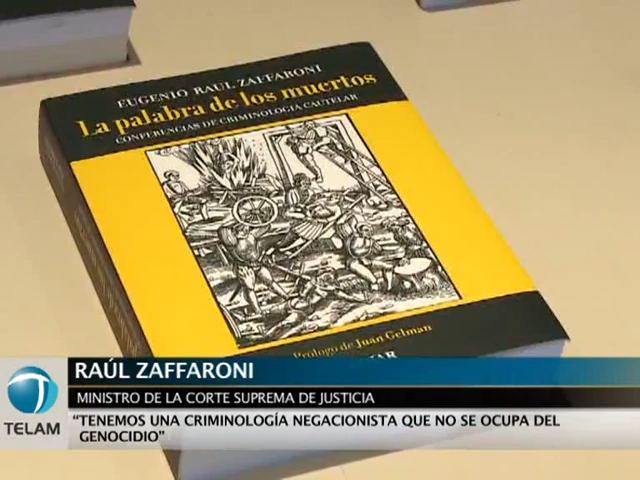 EUGENIO RAUL ZAFFARONI
La palabra de los muertos
CONFERENCIAS DE CRIMINOLOGIA CAUTELAR
Prólogo de Juan Gelman
RAÚL ZAFFARONI
MINISTRO DE LA CORTE SUPREMA DE JUSTICIA
TELAM
"TENEMOS UNA CRIMINOLOGÍA NEGACIONISTA QUE NO SE OCUPA DEL
GENOCIDIO"